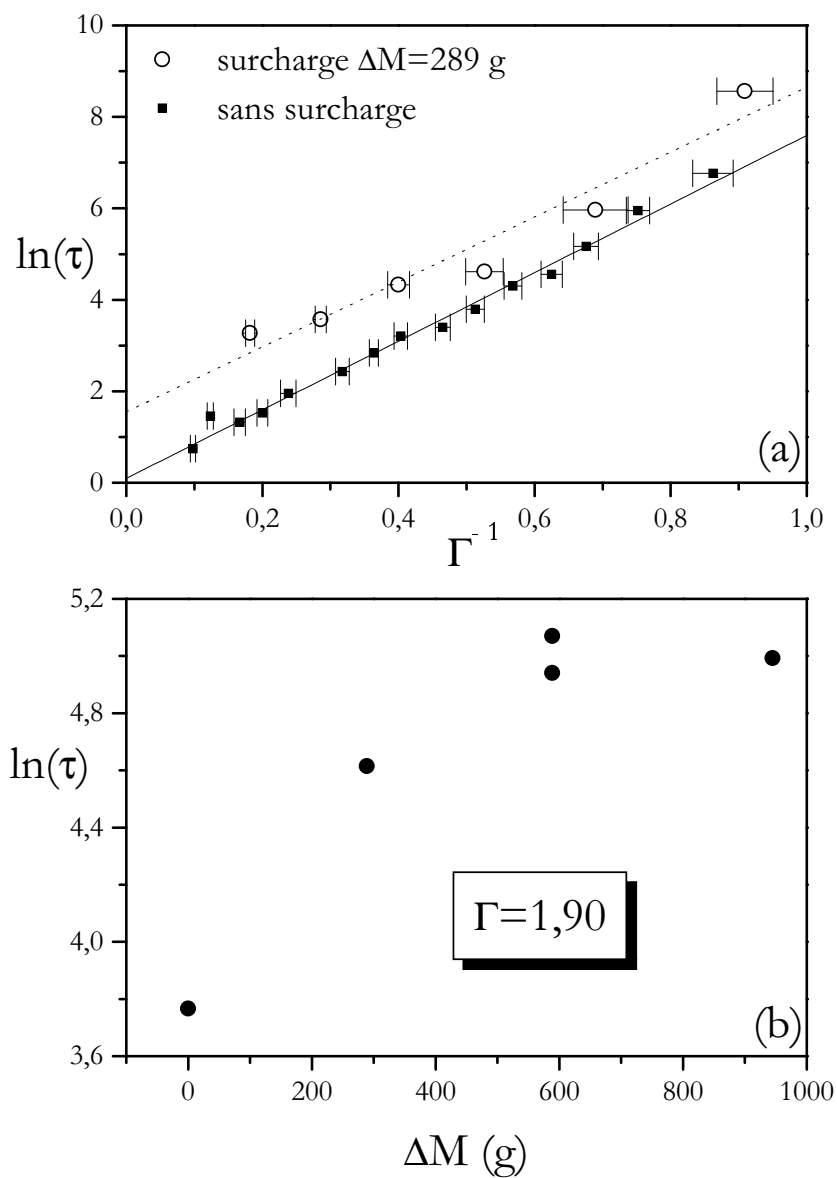 10
surcharge ΔM=289 g
sans surcharge
8
6
ln(τ)
4
2
(a)
0
0,0 0,2 0,4 0,6 0,8 1,0
Γ⁻¹
5,2
4,8
ln(τ)
4,4
Γ=1,90
4,0
(b)
3,6
0 200 400 600 800 1000
ΔM (g)